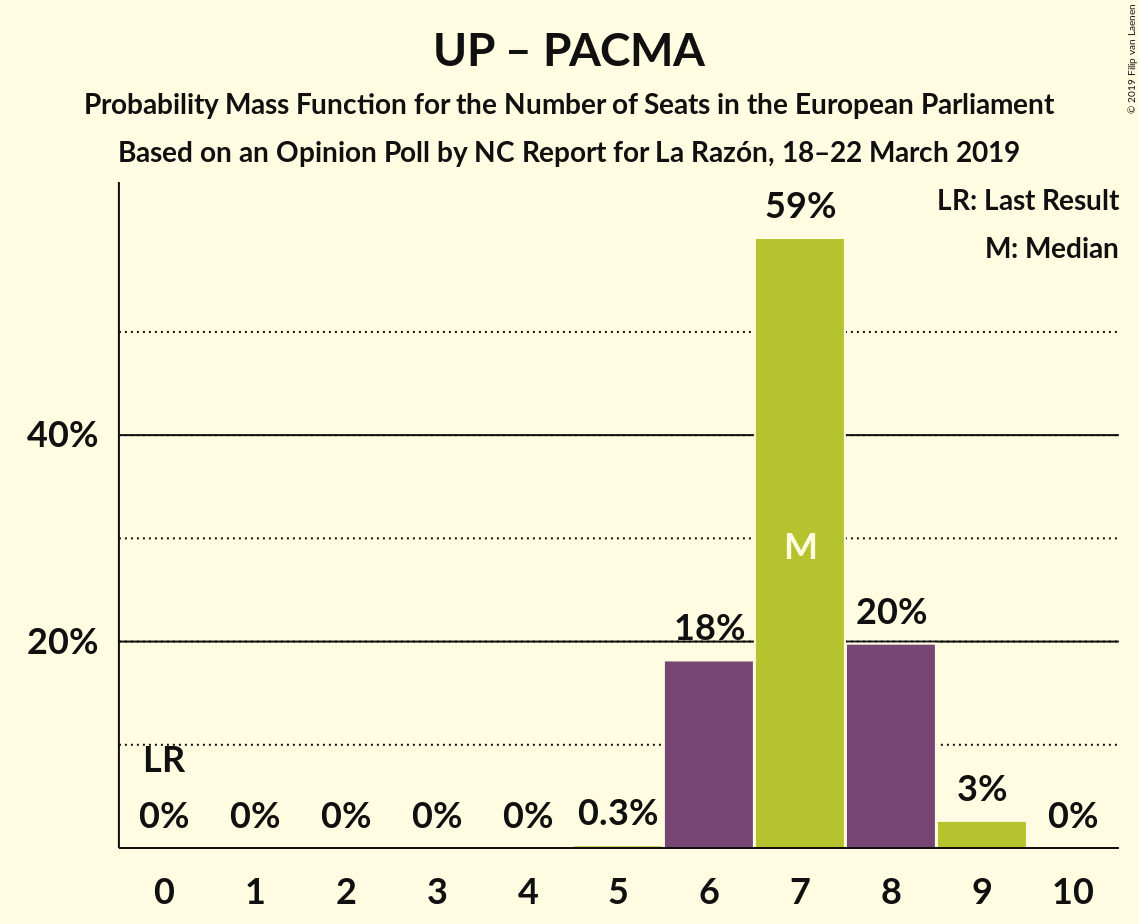 UP – PACMA
Probability Mass Function for the Number of Seats in the European Parliament
Based on an Opinion Poll by NC Report for La Razón, 18–22 March 2019
© 2019 Filip van Laenen
LR: Last Result
M: Median
59%
40%
M
20%
18%
20%
LR
0% 0% 0% 0% 0% 0.3% 3% 0%
0 1 2 3 4 5 6 7 8 9 10